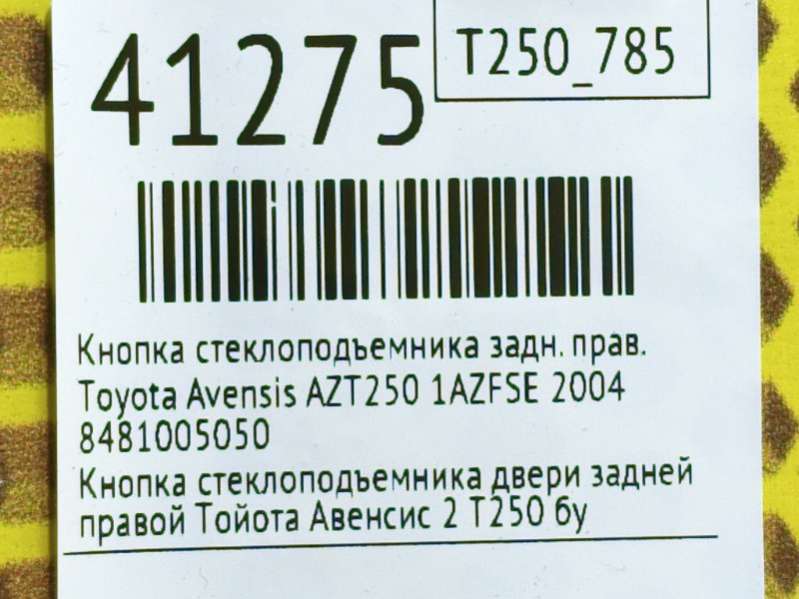 41275
T250_785
Кнопка стеклоподъемника задн. прав.
Toyota Avensis AZT250 1AZFSE 2004
8481005050
Кнопка стеклоподъемника двери задней
правой Тойота Авенсис 2 Т250 бу